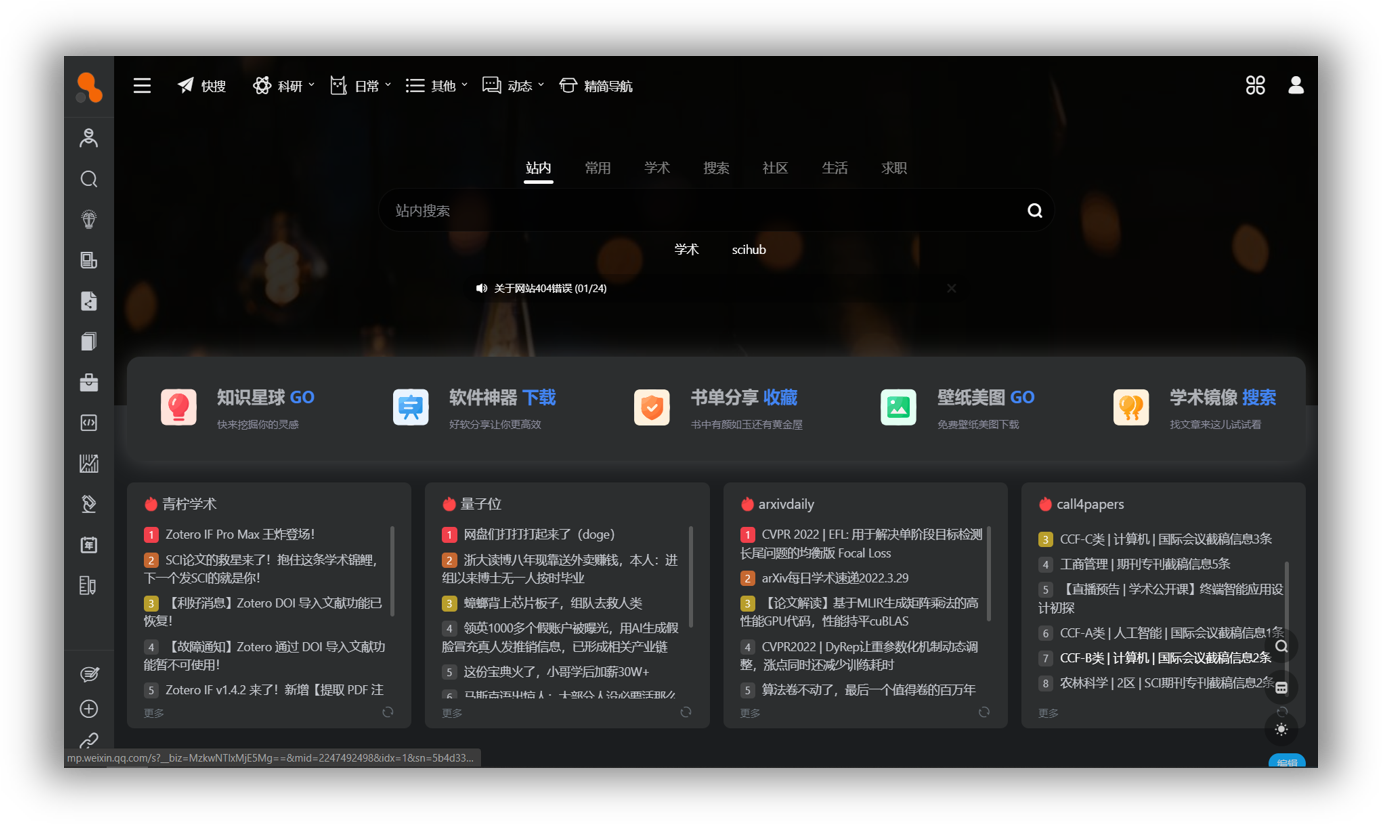 快搜 科研 日常 其他 动态 精简导航
站内 常用 学术 搜索 社区 生活 求职
站内搜索
学术 scihub
关于网站404错误 (01/24)
知识星球 GO
快来挖掘你的灵感
软件神器 下载
好软分享让你更高效
书单分享 收藏
书中有颜如玉还有黄金屋
壁纸美图 GO
免费壁纸美图下载
学术镜像 搜索
找文章来这儿试试看
青柠学术
1 Zotero IF Pro Max 王炸登场！
2 SCI论文的救星来了！抱住这条学术锦鲤，
下一个发SCI的就是你！
3 【利好消息】Zotero DOI 导入文献功能已
恢复！
4 【故障通知】Zotero 通过 DOI 导入文献功
能暂不可使用！
5 Zotero IF v1.4.2 来了！新增【提取 PDF 注
更多
量子位
1 网盘们打打打起来了（doge）
2 浙大读博八年现靠送外卖赚钱，本人：进
组以来博士无一人按时毕业
3 蟑螂背上芯片板子，组队去救人类
4 领英1000多个假账户被曝光，用AI生成假
脸冒充真人发推销信息，已形成相关产业链
5 这份宝典火了，小哥学后加薪30W+
6 马斯克语出惊人：大部分人没必要活那么
更多
arxivdaily
1 CVPR 2022 | EFL: 用于解决单阶段目标检测
长尾问题的均衡版 Focal Loss
2 arXiv每日学术速递2022.3.29
3 【论文解读】基于MLIR生成矩阵乘法的高
性能GPU代码，性能持平cuBLAS
4 CVPR2022 | DyRep让重参数化机制动态调
整，涨点同时还减少训练耗时
5 算法卷不动了，最后一个值得卷的百万年
更多
call4papers
3 CCF-C类 | 计算机 | 国际会议截稿信息3条
4 工商管理 | 期刊专刊截稿信息5条
5 【直播预告 | 学术公开课】终端智能应用设
计初探
6 CCF-A类 | 人工智能 | 国际会议截稿信息1条
7 CCF-B类 | 计算机 | 国际会议截稿信息2条
8 农林科学 | 2区 | SCI期刊专刊截稿信息2条
更多
编辑
mp.weixin.qq.com/s?__biz=MzkwNTIxMjE5Mg==&mid=2247492498&idx=1&sn=5b4d33...